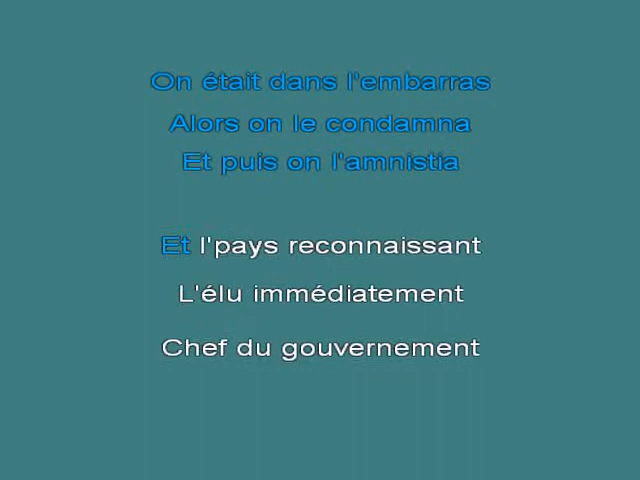 On était dans l'embarras
Alors on le condamna
Et puis on l'amnistia
Et l'pays reconnaissant
L'élu immédiatement
Chef du gouvernement